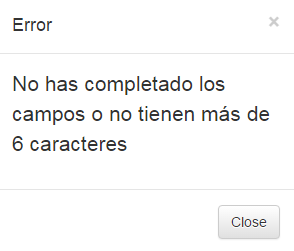 Error ×
No has completado los
campos o no tienen más de
6 caracteres
Close